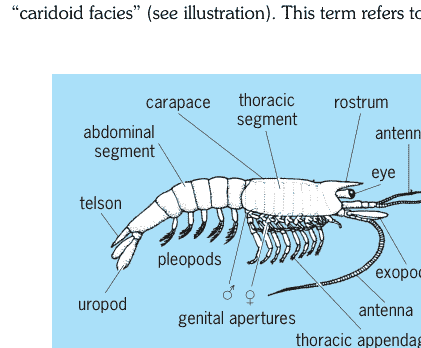 “caridoid facies” (see illustration). This term refers to
carapace
thoracic
segment
rostrum
abdominal
segment
eye
telson
pleopods
♂ ♀
uropod
genital apertures
antenna
thoracic